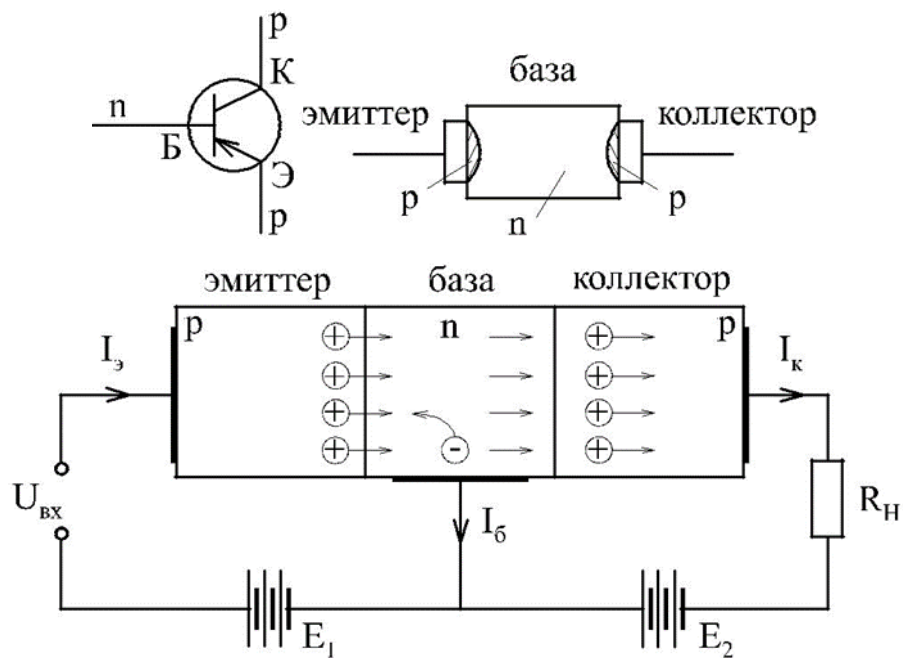 p
К
n
Б
Э
p
база
эмиттер
коллектор
p
n
p
эмиттер база коллектор
p n p
+ + + + - + + + +
Iэ
Iк
Uвх
Iб
RН
E1
E2